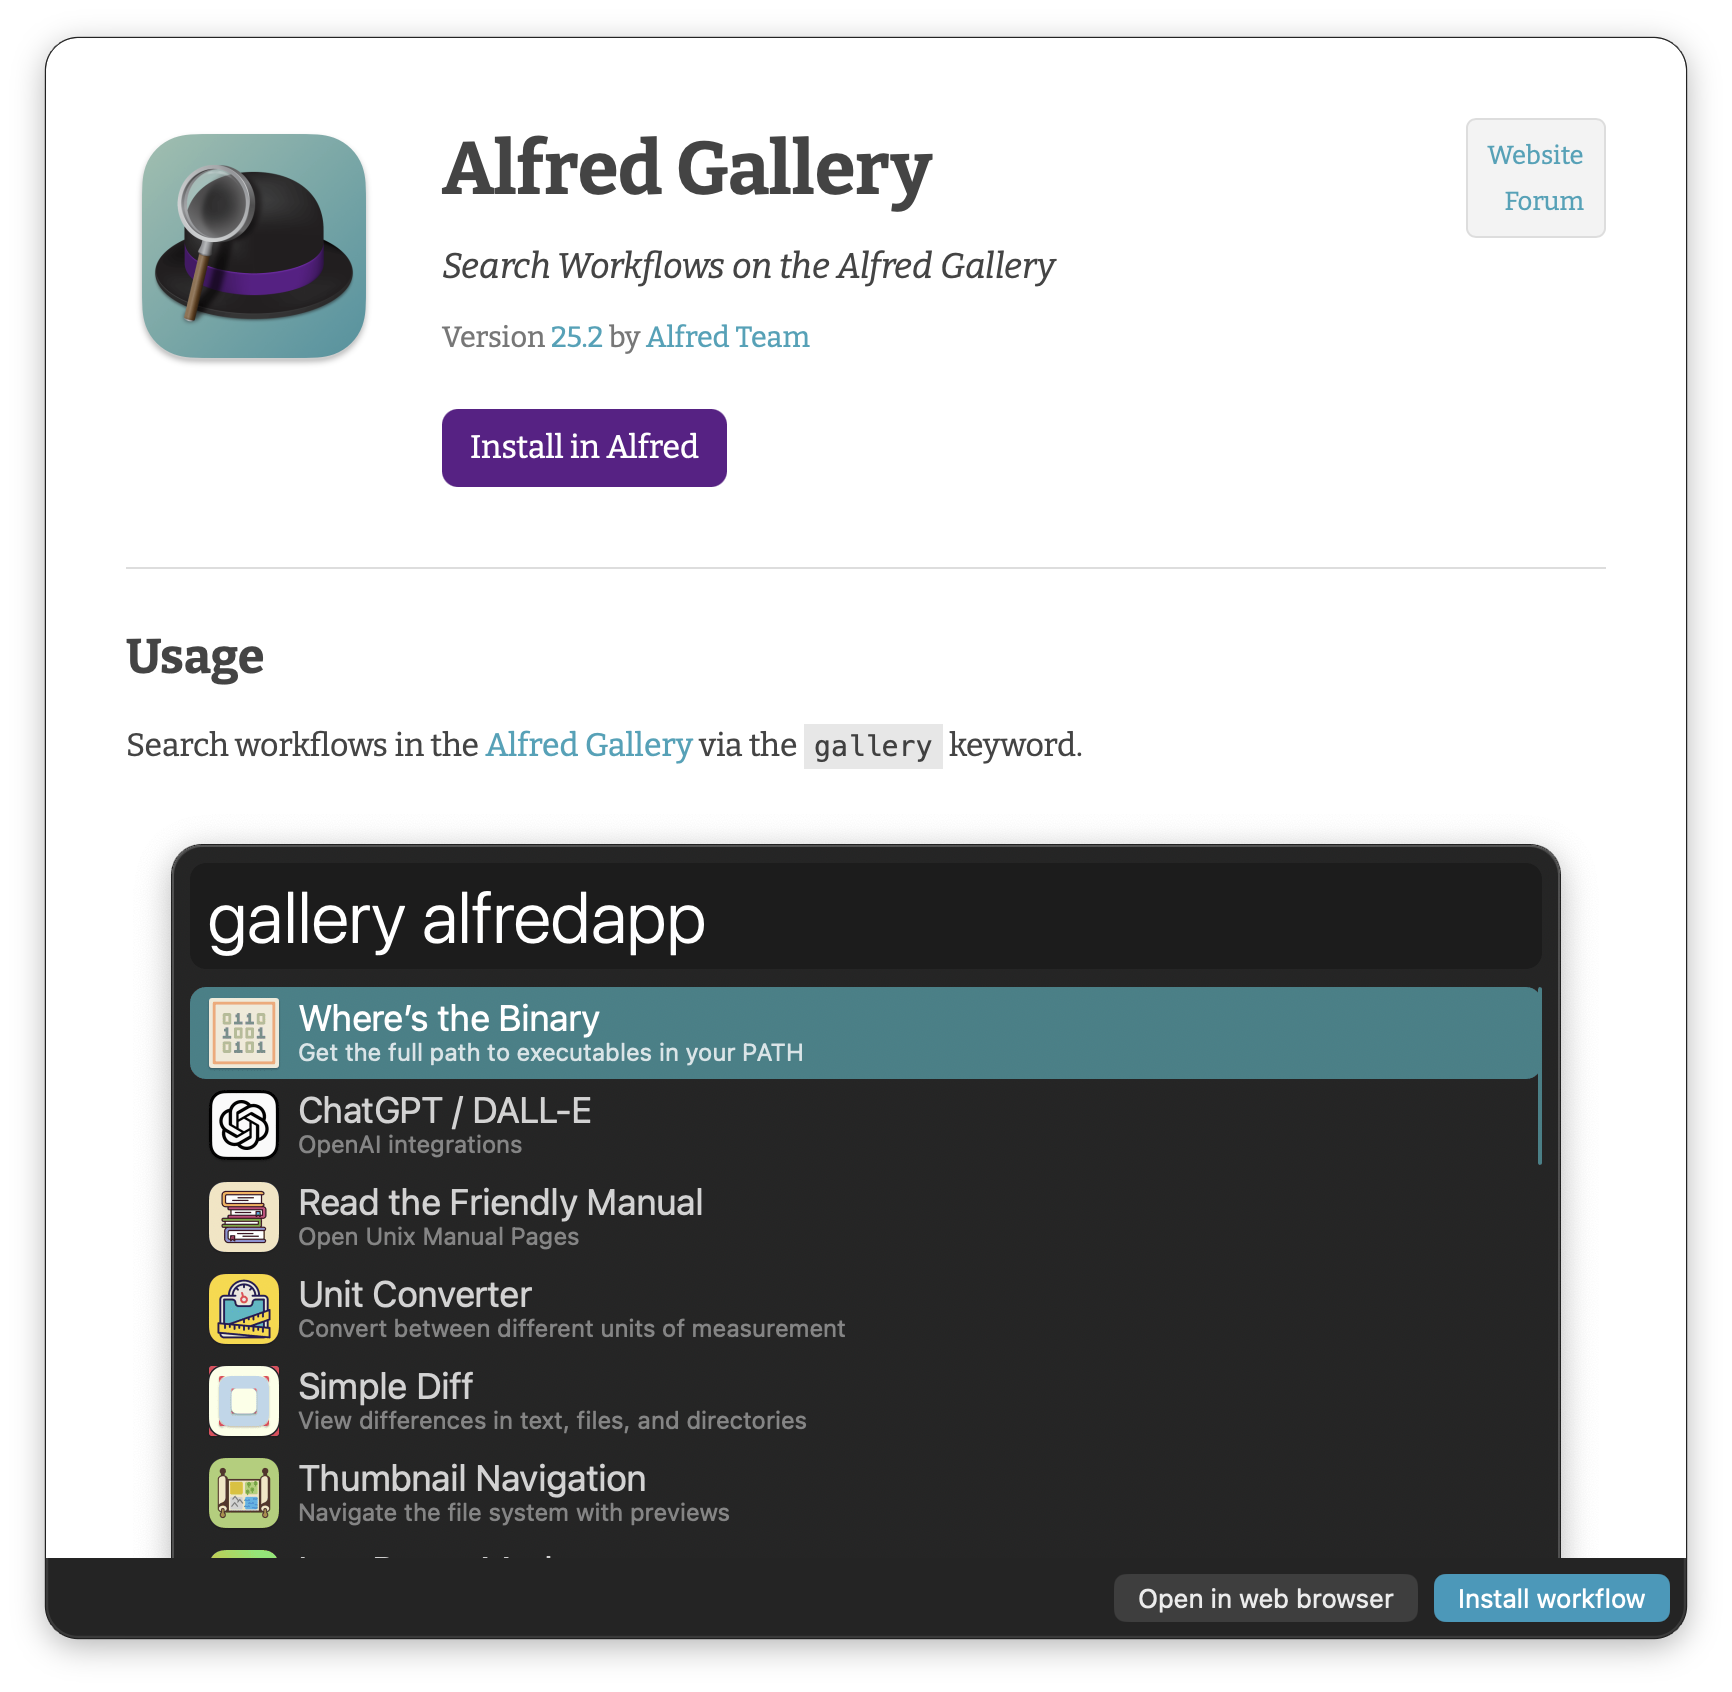 Alfred Gallery
Website
Forum
Search Workflows on the Alfred Gallery
Version 25.2 by Alfred Team
Install in Alfred
Usage
Search workflows in the Alfred Gallery via the gallery keyword.
gallery alfredapp
0110
1001
0101
Where's the Binary
Get the full path to executables in your PATH
ChatGPT / DALL-E
OpenAI integrations
Read the Friendly Manual
Open Unix Manual Pages
Unit Converter
Convert between different units of measurement
Simple Diff
View differences in text, files, and directories
Thumbnail Navigation
Navigate the file system with previews
Open in web browser
Install workflow